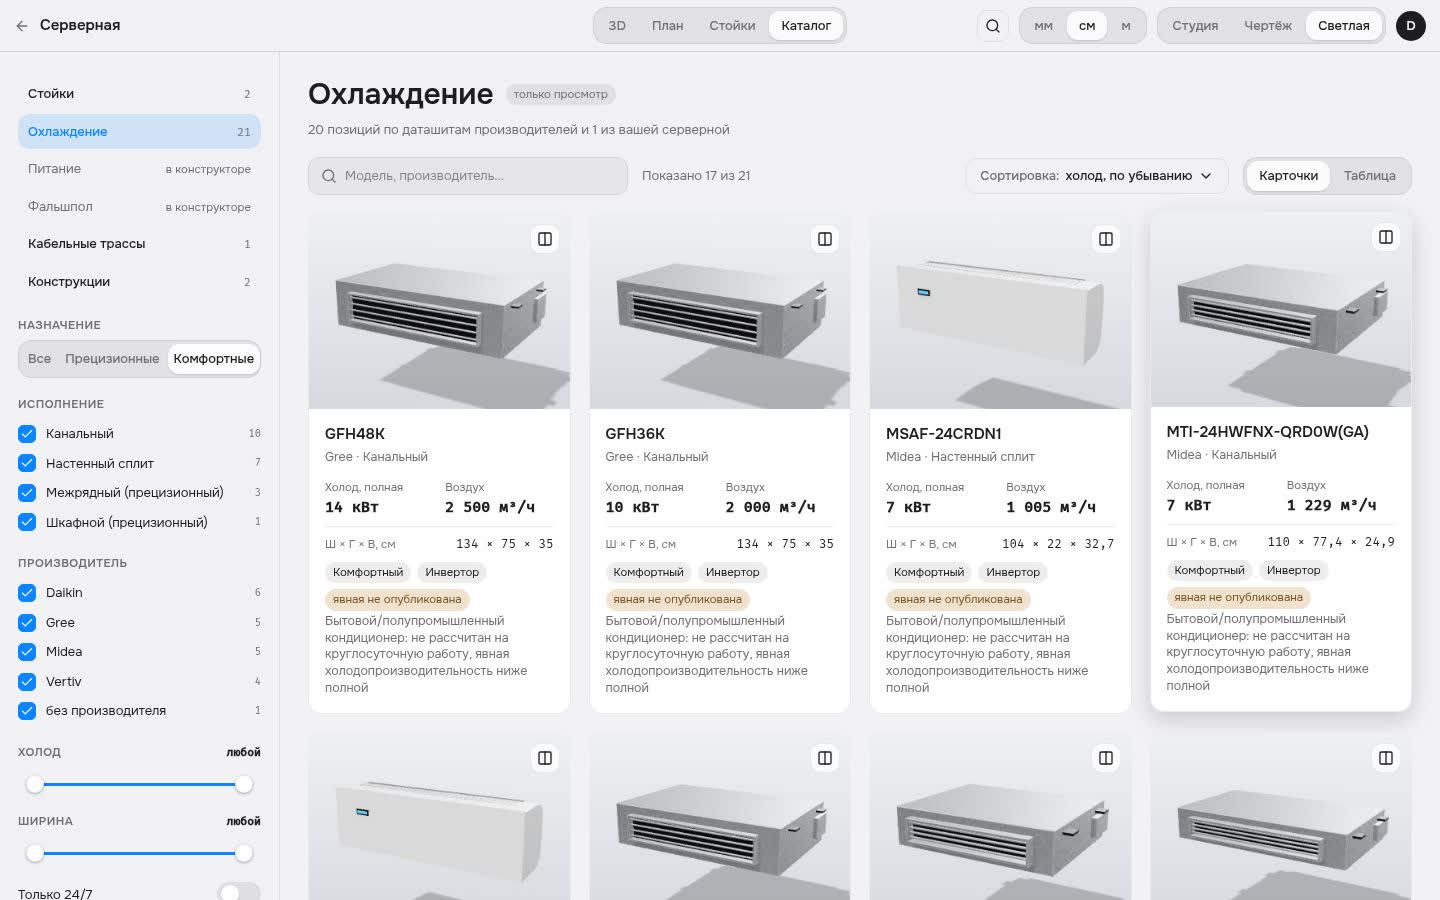 Серверная
3D
План
Стойки
Каталог
мм
см
м
Студия
Чертёж
Светлая
D
Стойки 2
Охлаждение 21
Питание в конструкторе
Фальшпол в конструкторе
Кабельные трассы 1
Конструкции 2
НАЗНАЧЕНИЕ
Все Прецизионные Комфортные
ИСПОЛНЕНИЕ
Канальный 10
Настенный сплит 7
Межрядный (прецизионный) 3
Шкафной (прецизионный) 1
ПРОИЗВОДИТЕЛЬ
Daikin 6
Gree 5
Midea 5
Vertiv 4
без производителя 1
ХОЛОД любой
ШИРИНА любой
Только 24/7
Охлаждение только просмотр
20 позиций по даташитам производителей и 1 из вашей серверной
Модель, производитель...
Показано 17 из 21
Сортировка: холод, по убыванию
Карточки
Таблица
GFH48K
Gree · Канальный
Холод, полная Воздух
14 кВт 2 500 м³/ч
Ш × Г × В, см 134 × 75 × 35
Комфортный Инвертор
явная не опубликована
Бытовой/полупромышленный
кондиционер: не рассчитан на
круглосуточную работу, явная
холодопроизводительность ниже
полной
GFH36K
Gree · Канальный
Холод, полная Воздух
10 кВт 2 000 м³/ч
Ш × Г × В, см 134 × 75 × 35
Комфортный Инвертор
явная не опубликована
Бытовой/полупромышленный
кондиционер: не рассчитан на
круглосуточную работу, явная
холодопроизводительность ниже
полной
MSAF-24CRDN1
Midea · Настенный сплит
Холод, полная Воздух
7 кВт 1 005 м³/ч
Ш × Г × В, см 104 × 22 × 32,7
Комфортный Инвертор
явная не опубликована
Бытовой/полупромышленный
кондиционер: не рассчитан на
круглосуточную работу, явная
холодопроизводительность ниже
полной
MTI-24HWFNX-QRD0W(GA)
Midea · Канальный
Холод, полная Воздух
7 кВт 1 229 м³/ч
Ш × Г × В, см 110 × 77,4 × 24,9
Комфортный Инвертор
явная не опубликована
Бытовой/полупромышленный
кондиционер: не рассчитан на
круглосуточную работу, явная
холодопроизводительность ниже
полной